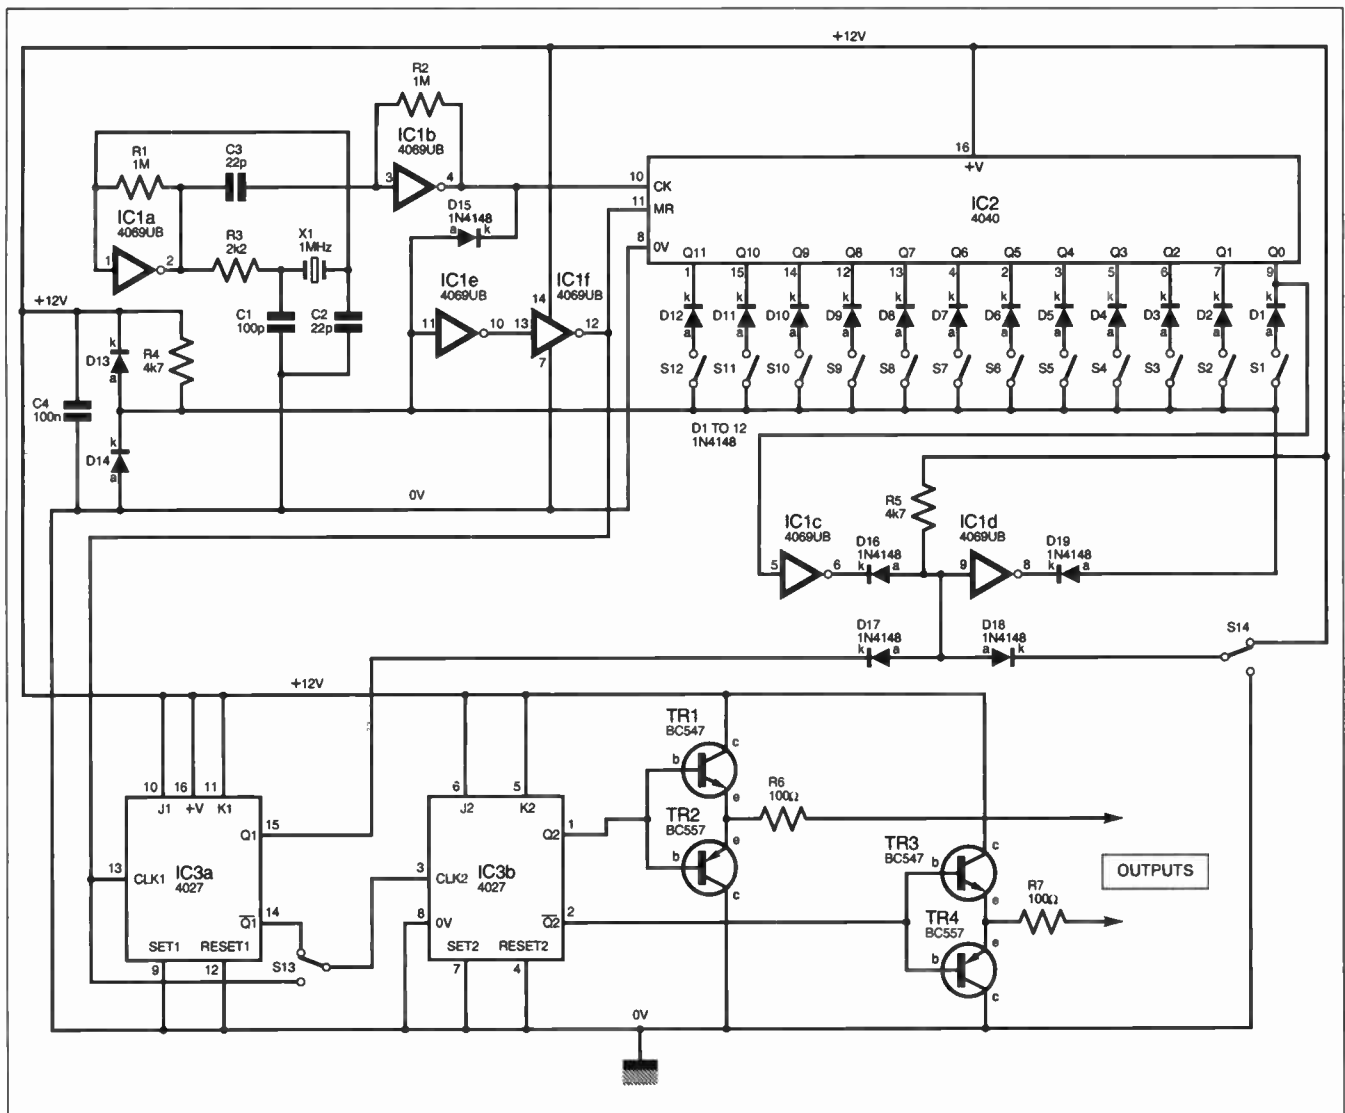 +12V
R2
1M
IC1b
4069UB
3
4
R1
1M
C3
22p
IC1a
4069UB
1
2
R3
2k2
X1
1MHz
D15
1N4148
a
k
IC1e
4069UB
11
10
IC1f
4069UB
14
13
12
7
16
+V
10
CK
11
MR
8
0V
IC2
4040
Q11
Q10
Q9
Q8
Q7
Q6
Q5
Q4
Q3
Q2
Q1
Q0
1
15
14
12
13
4
2
3
5
6
7
9
k
k
k
k
k
k
k
k
k
k
k
k
D12
D11
D10
D9
D8
D7
D6
D5
D4
D3
D2
D1
a
a
a
a
a
a
a
a
a
a
a
a
S12
S11
S10
S9
S8
S7
S6
S5
S4
S3
S2
S1
D1 TO 12
1N4148
+12V
C1
100p
C2
22p
k
D13
a
R4
4k7
C4
100n
k
D14
a
0V
R5
4k7
IC1c
4069UB
5
6
D16
1N4148
k
a
IC1d
4069UB
9
8
D19
1N4148
k
a
D17
1N4148
k
a
D18
1N4148
a
k
S14
+12V
10
16
11
J1
+V
K1
15
Q1
13
CLK1
IC3a
4027
14
Q̅1̅
SET1
RESET1
9
12
S13
6
5
J2
K2
1
Q2
3
CLK2
IC3b
4027
8
0V
2
Q̅2̅
SET2
RESET2
7
4
TR1
BC547
b
c
e
TR2
BC557
b
e
c
R6
100Ω
TR3
BC547
b
c
e
TR4
BC557
b
e
c
R7
100Ω
OUTPUTS
0V